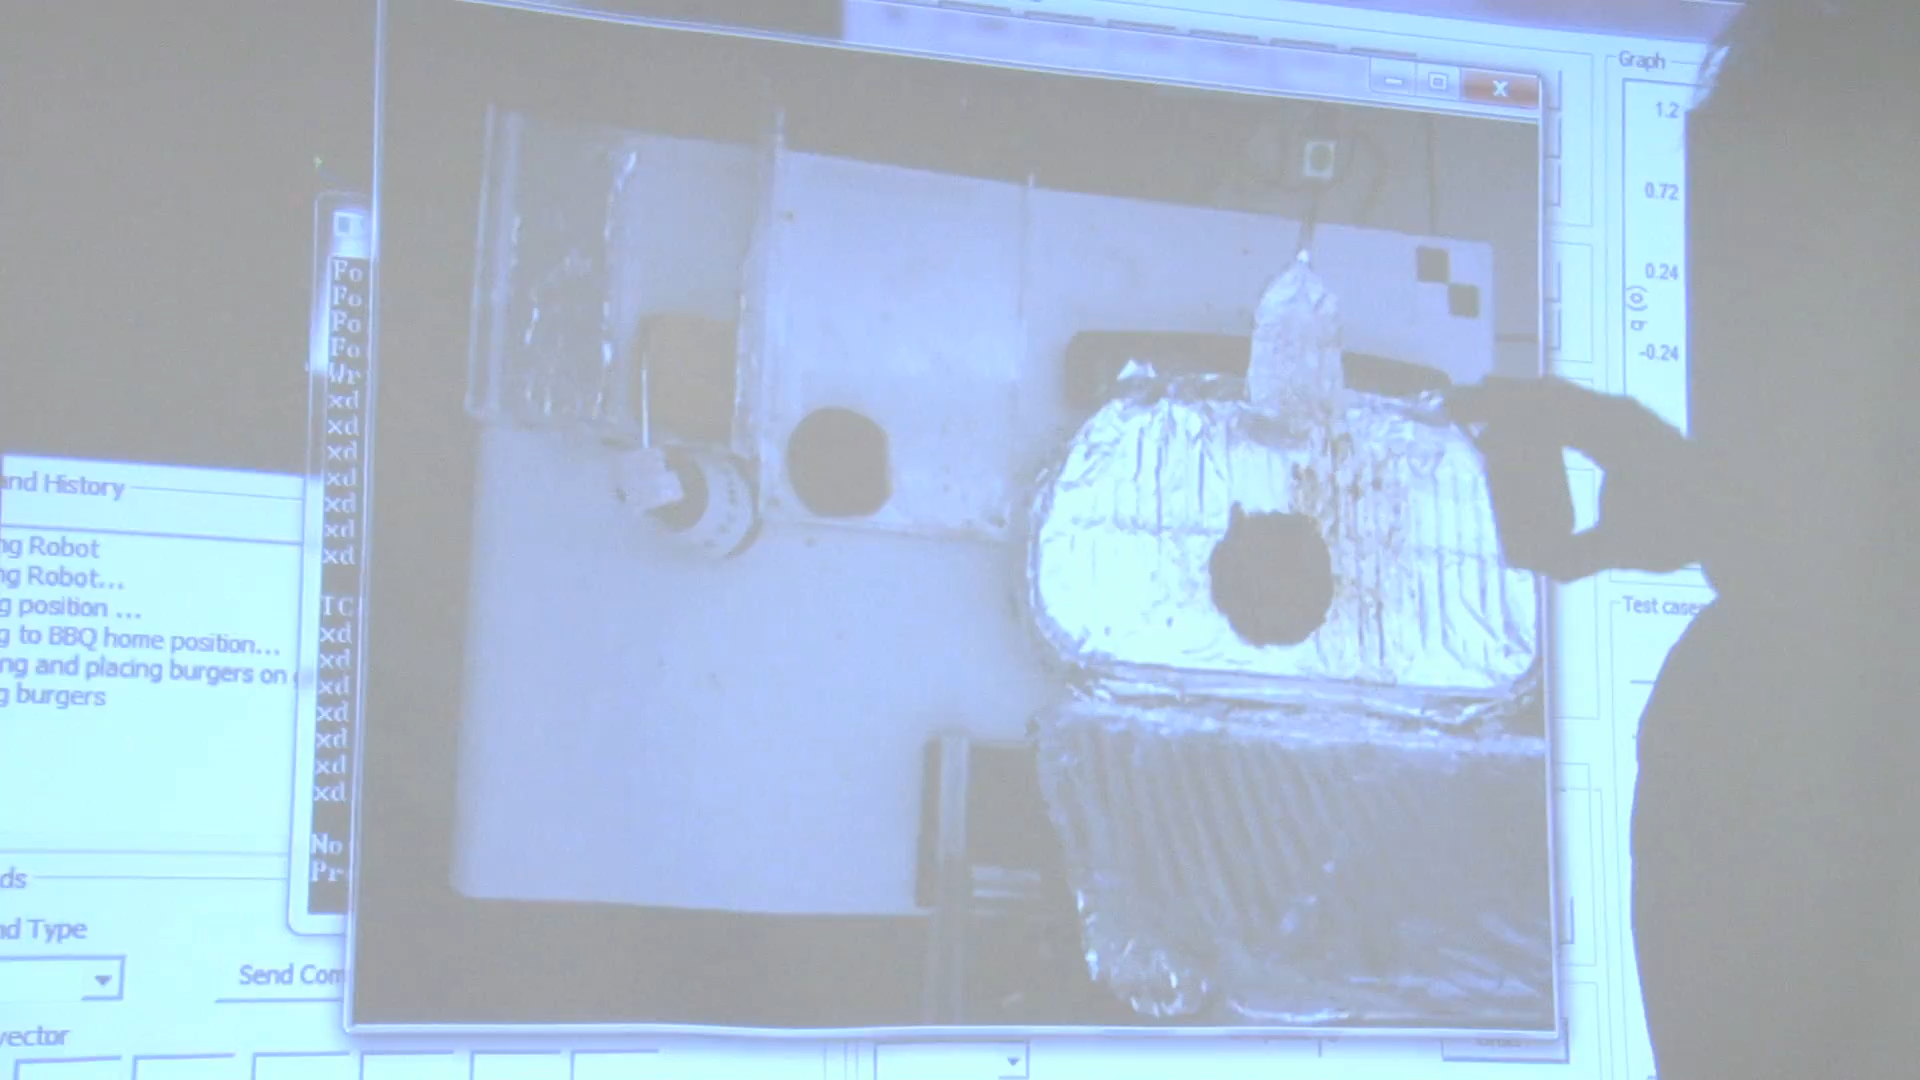 Graph
1.2
0.72
0.24
-0.24
q (o)
Fo
Fo
Fo
Fo
Wr
xd
xd
xd
xd
xd
xd
xd
TC
xd
xd
xd
xd
xd
xd
xd
No
Pr
and History
ng Robot
ng Robot...
g position ...
g to BBQ home position...
ng and placing burgers on
g burgers
Test case
ds
nd Type
Send Com
vector